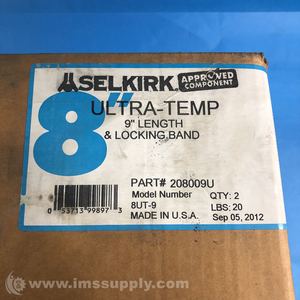 SELKIRK
APPROVED
COMPONENT
8"
ULTRA-TEMP
9" LENGTH
& LOCKING BAND
PART# 208009U
Model Number QTY: 2
8UT-9 LBS: 20
MADE IN U.S.A. Sep 05, 2012
0 53713 99897 3
© www.imssupply.com/